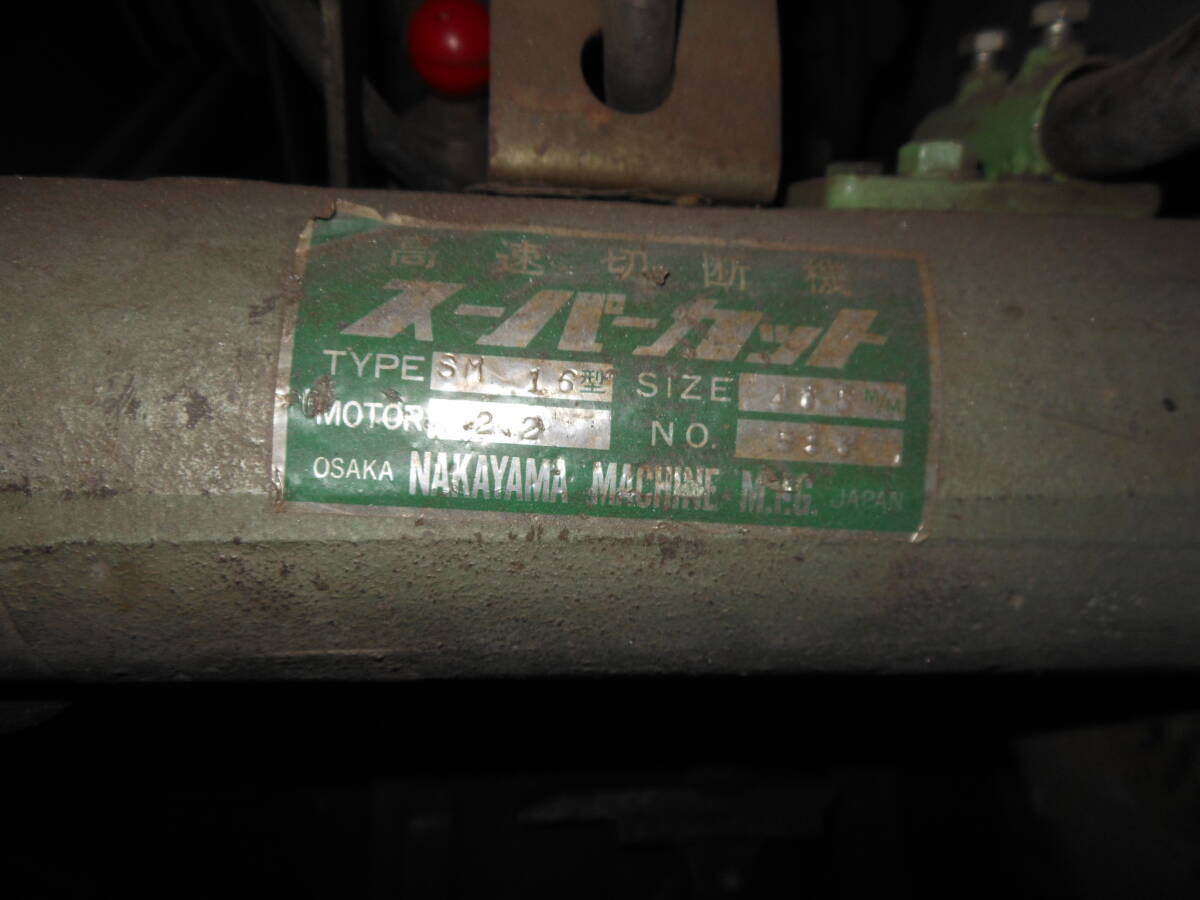 高速切断機
スーパーカット
TYPE SM 16型 SIZE 405 M/M
MOTOR 2.2 NO.
OSAKA NAKAYAMA MACHINE M.F.G. JAPAN